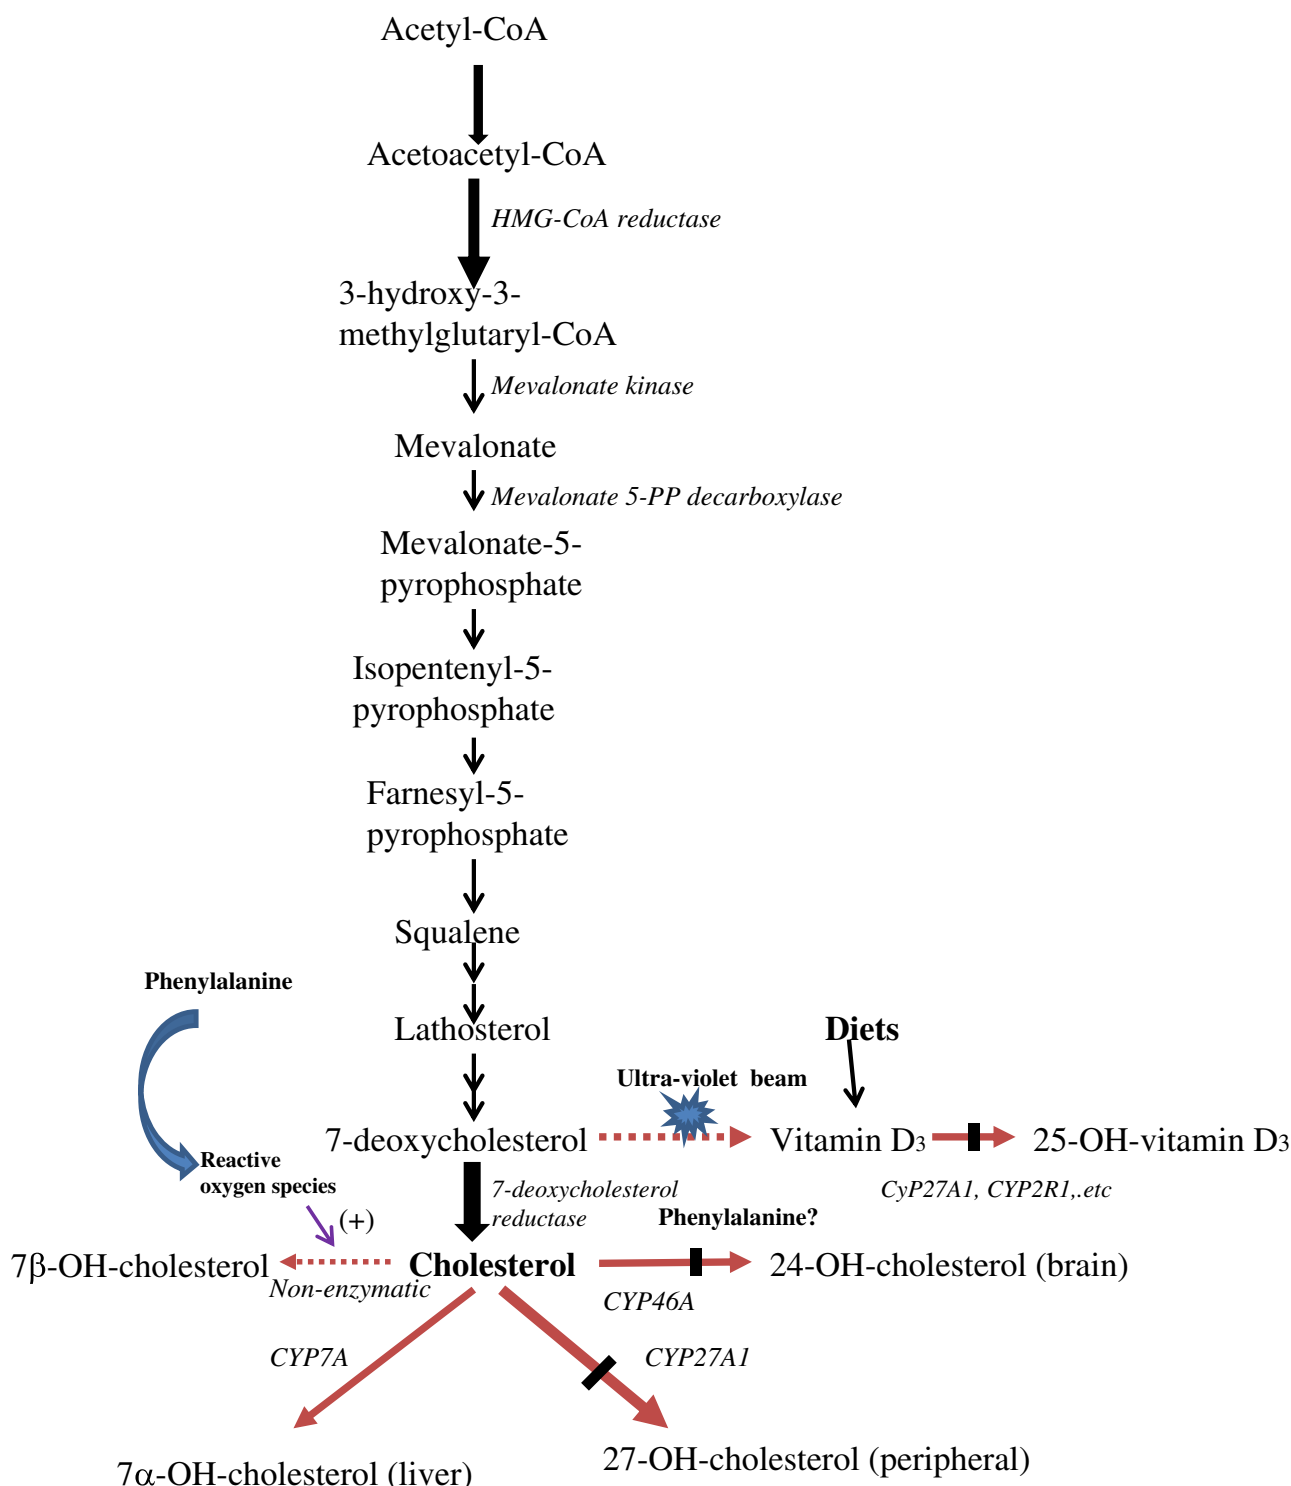 Acetyl-CoA
Acetoacetyl-CoA
HMG-CoA reductase
3-hydroxy-3-
methylglutaryl-CoA
Mevalonate kinase
Mevalonate
Mevalonate 5-PP decarboxylase
Mevalonate-5-
pyrophosphate
Isopentenyl-5-
pyrophosphate
Farnesyl-5-
pyrophosphate
Squalene
Phenylalanine
Lathosterol
Diets
Ultra-violet beam
7-deoxycholesterol
Vitamin D3
25-OH-vitamin D3
Reactive
oxygen species
7-deoxycholesterol
reductase
CyP27A1, CYP2R1,.etc
(+)
Phenylalanine?
7β-OH-cholesterol
Non-enzymatic
Cholesterol
24-OH-cholesterol (brain)
CYP46A
CYP7A
CYP27A1
7α-OH-cholesterol (liver)
27-OH-cholesterol (peripheral)